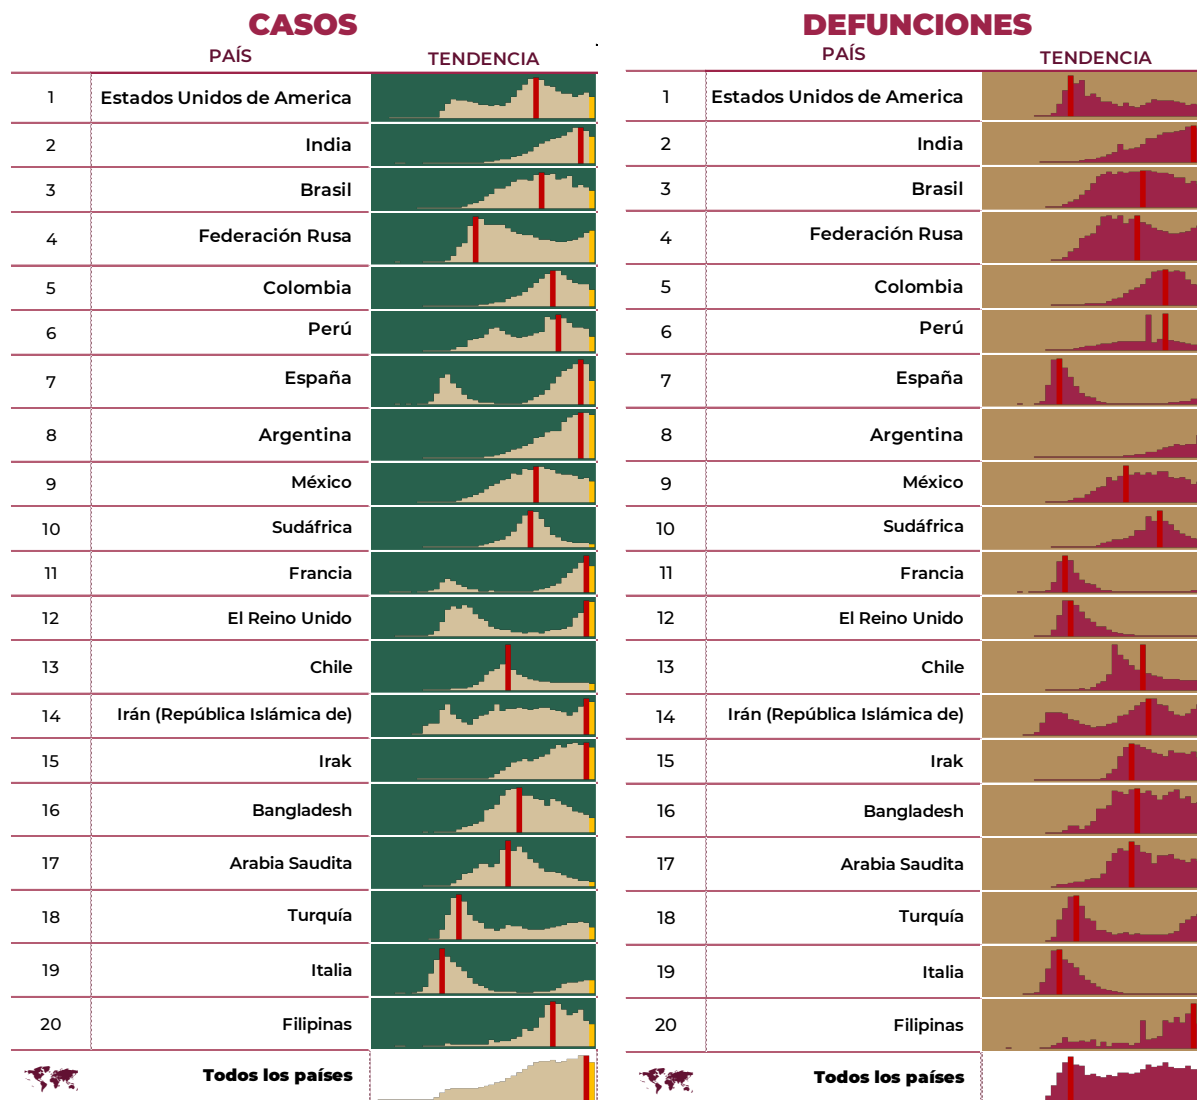 CASOS
PAÍS TENDENCIA
1 Estados Unidos de America
2 India
3 Brasil
4 Federación Rusa
5 Colombia
6 Perú
7 España
8 Argentina
9 México
10 Sudáfrica
11 Francia
12 El Reino Unido
13 Chile
14 Irán (República Islámica de)
15 Irak
16 Bangladesh
17 Arabia Saudita
18 Turquía
19 Italia
20 Filipinas
Todos los países
DEFUNCIONES
PAÍS TENDENCIA
1 Estados Unidos de America
2 India
3 Brasil
4 Federación Rusa
5 Colombia
6 Perú
7 España
8 Argentina
9 México
10 Sudáfrica
11 Francia
12 El Reino Unido
13 Chile
14 Irán (República Islámica de)
15 Irak
16 Bangladesh
17 Arabia Saudita
18 Turquía
19 Italia
20 Filipinas
Todos los países